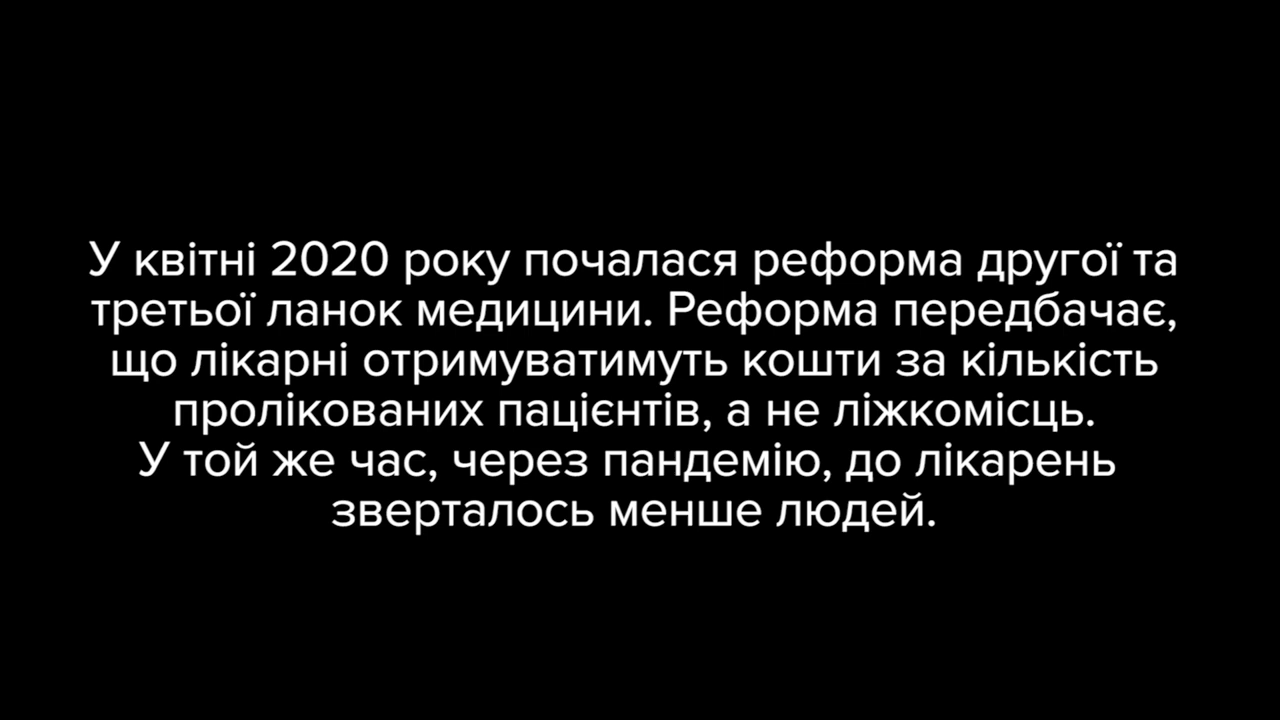 У квітні 2020 року почалася реформа другої та
третьої ланок медицини. Реформа передбачає,
що лікарні отримуватимуть кошти за кількість
пролікованих пацієнтів, а не ліжкомісць.
У той же час, через пандемію, до лікарень
зверталось менше людей.